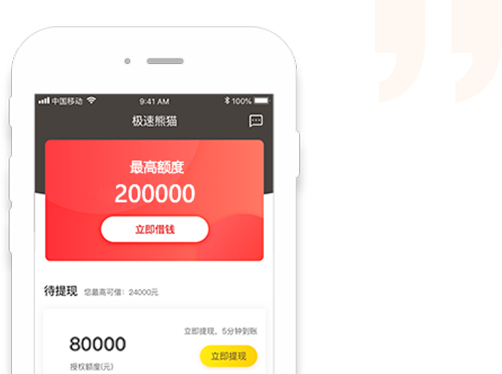 中国移动 9:41 AM 100%
极速熊猫
最高额度
200000
立即借钱
待提现 您最高可借：24000元
立即提现、5分钟到账
80000
立即提现
授权额度(元)